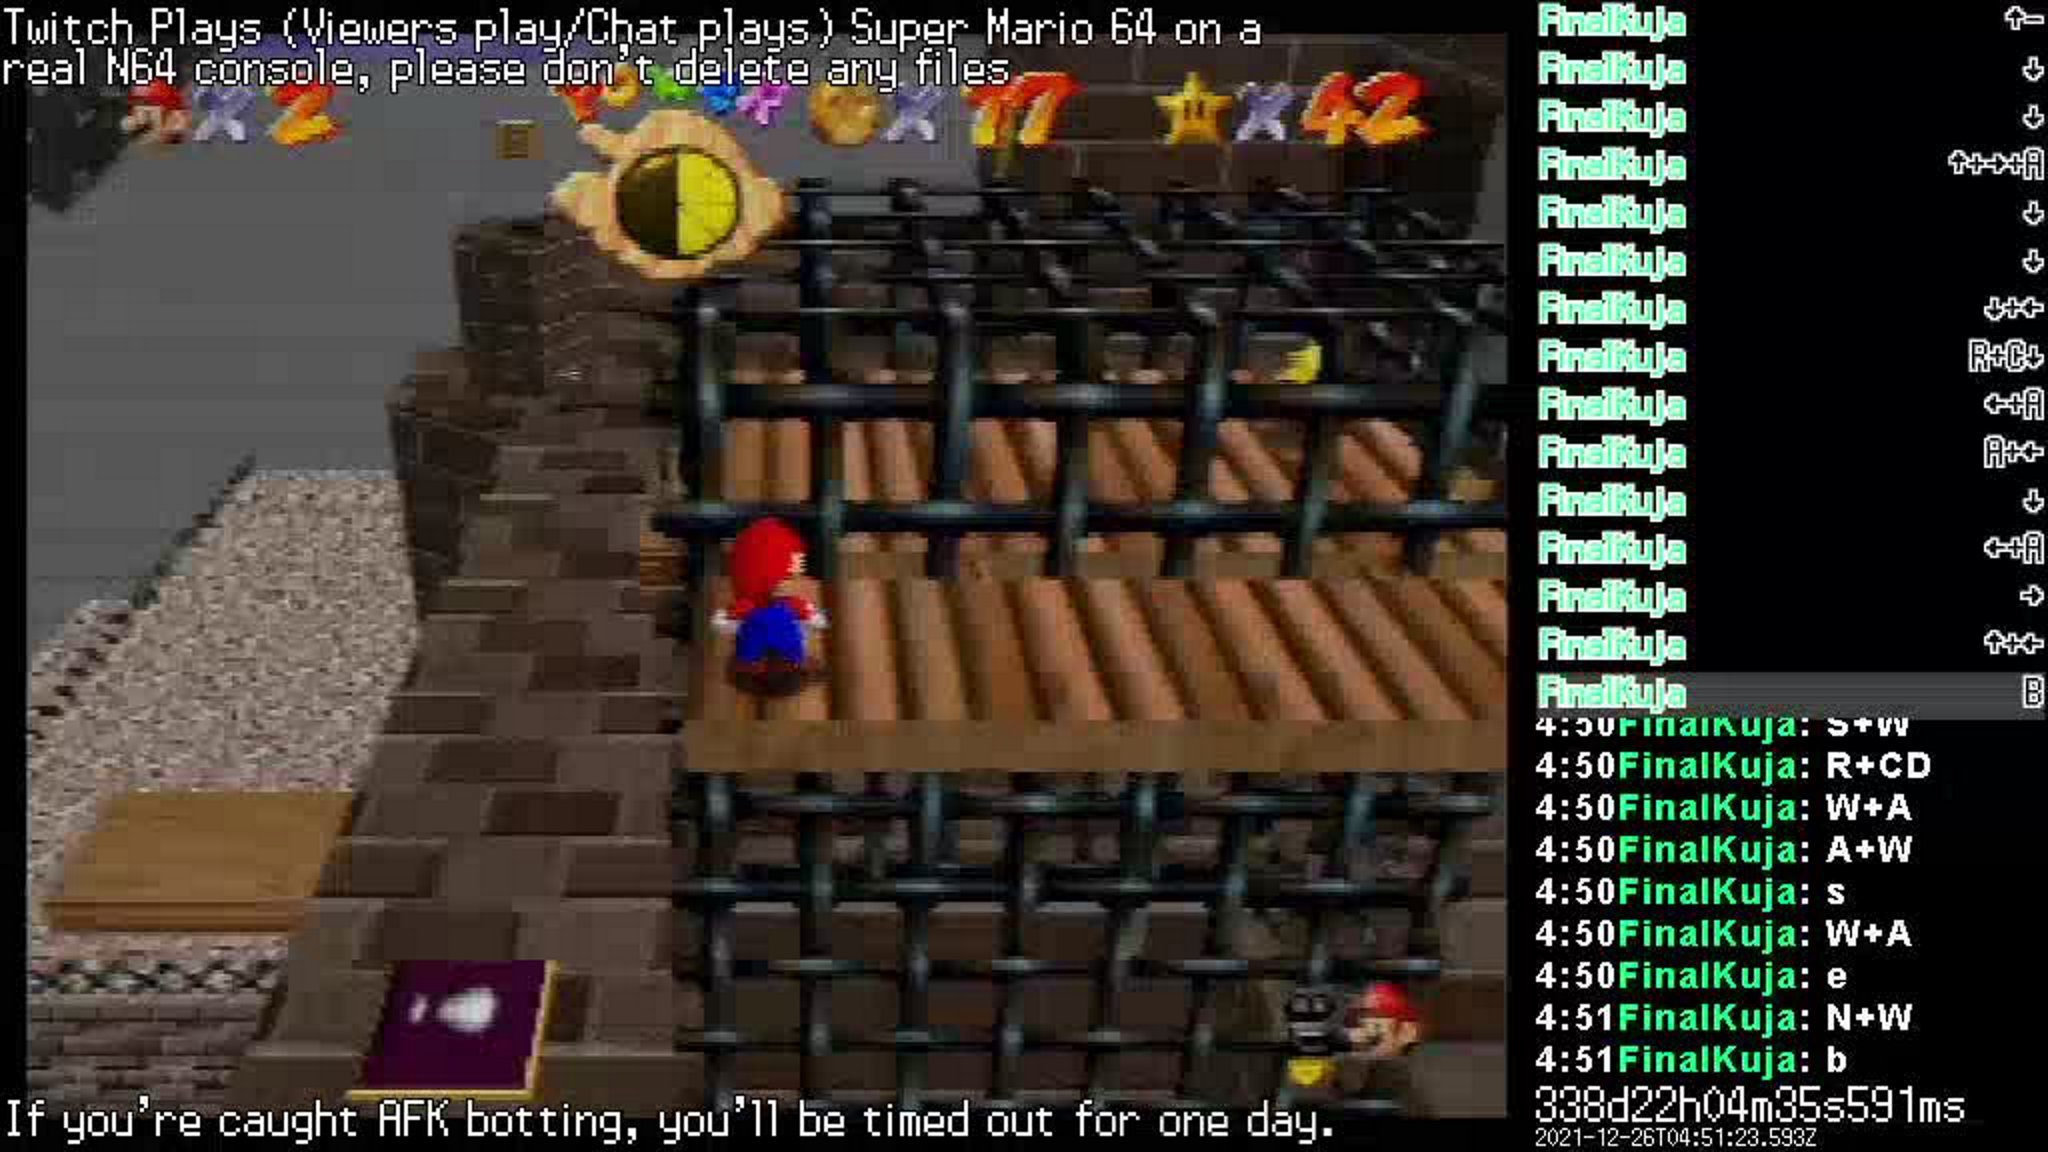 Twitch Plays (Viewers play/Chat plays) Super Mario 64 on a
real N64 console, please don't delete any files
x 2
x 77
x 42
FinalKuja ↑←
FinalKuja ↓
FinalKuja ↓
FinalKuja ↑+→+A
FinalKuja ↓
FinalKuja ↓
FinalKuja ↓+←
FinalKuja R+C↓
FinalKuja ←+A
FinalKuja A+←
FinalKuja ↓
FinalKuja ←+A
FinalKuja →
FinalKuja ↑+←
FinalKuja B
4:50FinalKuja: S+W
4:50FinalKuja: R+CD
4:50FinalKuja: W+A
4:50FinalKuja: A+W
4:50FinalKuja: s
4:50FinalKuja: W+A
4:50FinalKuja: e
4:51FinalKuja: N+W
4:51FinalKuja: b
338d22h04m35s591ms
2021-12-26T04:51:23.593Z
If you're caught AFK botting, you'll be timed out for one day.